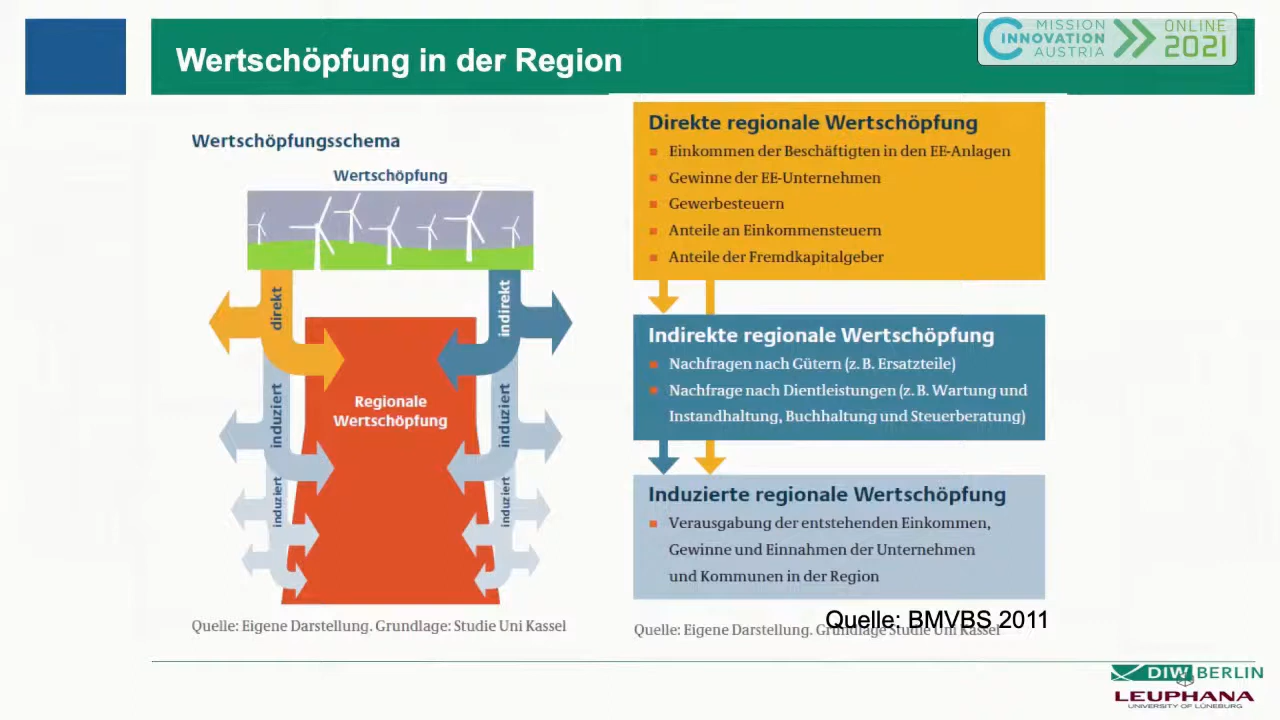 Wertschöpfung in der Region
MISSION
INNOVATION
AUSTRIA
ONLINE
2021
Wertschöpfungsschema
Wertschöpfung
direkt
indirekt
Regionale
Wertschöpfung
induziert
induziert
induziert
induziert
Quelle: Eigene Darstellung. Grundlage: Studie Uni Kassel
Direkte regionale Wertschöpfung
Einkommen der Beschäftigten in den EE-Anlagen
Gewinne der EE-Unternehmen
Gewerbesteuern
Anteile an Einkommensteuern
Anteile der Fremdkapitalgeber
Indirekte regionale Wertschöpfung
Nachfragen nach Gütern (z. B. Ersatzteile)
Nachfrage nach Dientleistungen (z. B. Wartung und
Instandhaltung, Buchhaltung und Steuerberatung)
Induzierte regionale Wertschöpfung
Verausgabung der entstehenden Einkommen,
Gewinne und Einnahmen der Unternehmen
und Kommunen in der Region
Quelle: BMVBS 2011
Quelle: Eigene Darstellung. Grundlage Studie Uni Kassel
DIW BERLIN
LEUPHANA
UNIVERSITY OF LÜNEBURG